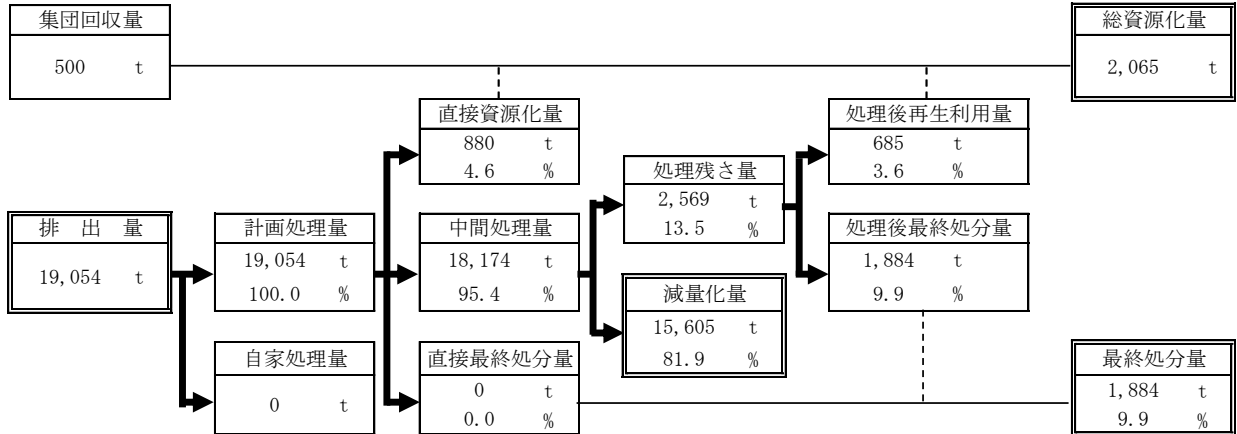 集団回収量
500 t
総資源化量
2,065 t
直接資源化量
880 t
4.6 %
処理後再生利用量
685 t
3.6 %
処理残さ量
2,569 t
13.5 %
排 出 量
19,054 t
計画処理量
19,054 t
100.0 %
中間処理量
18,174 t
95.4 %
処理後最終処分量
1,884 t
9.9 %
減量化量
15,605 t
81.9 %
自家処理量
0 t
直接最終処分量
0 t
0.0 %
最終処分量
1,884 t
9.9 %